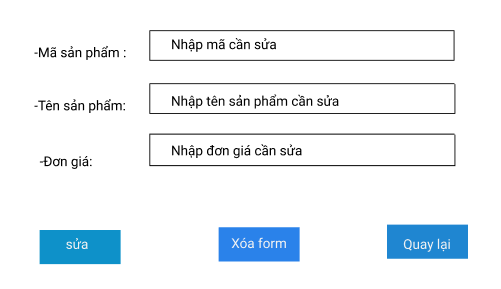 -Mã sản phẩm :
Nhập mã cần sửa
-Tên sản phẩm:
Nhập tên sản phẩm cần sửa
-Đơn giá:
Nhập đơn giá cần sửa
sửa
Xóa form
Quay lại